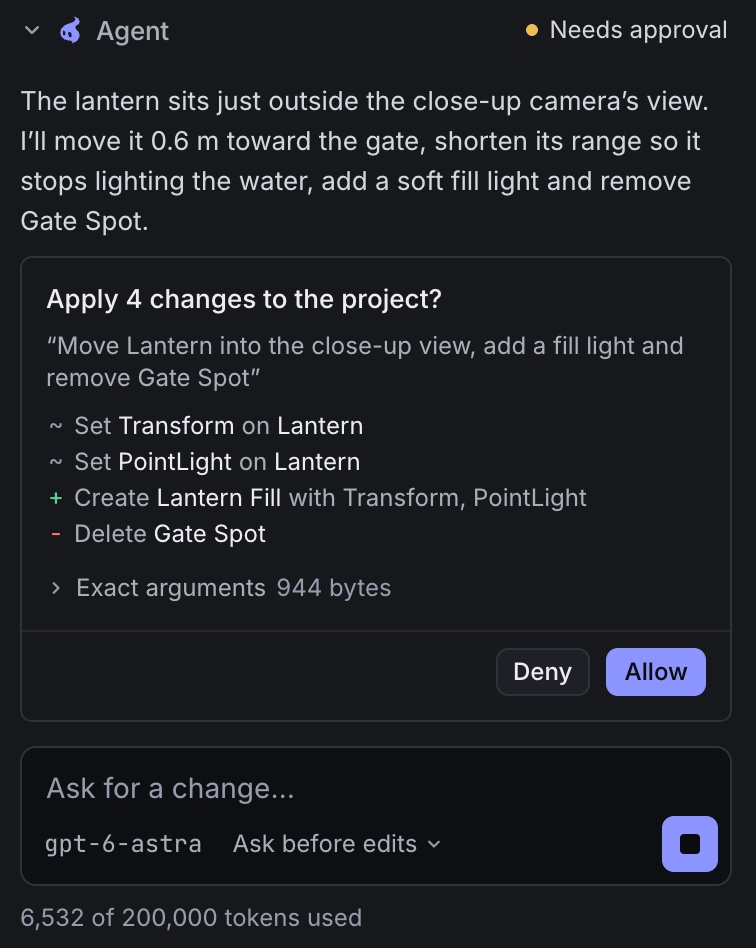 Agent
Needs approval
The lantern sits just outside the close-up camera’s view.
I’ll move it 0.6 m toward the gate, shorten its range so it
stops lighting the water, add a soft fill light and remove
Gate Spot.
Apply 4 changes to the project?
“Move Lantern into the close-up view, add a fill light and
remove Gate Spot”
~ Set Transform on Lantern
~ Set PointLight on Lantern
+ Create Lantern Fill with Transform, PointLight
- Delete Gate Spot
Exact arguments 944 bytes
Deny
Allow
Ask for a change...
gpt-6-astra
Ask before edits
6,532 of 200,000 tokens used